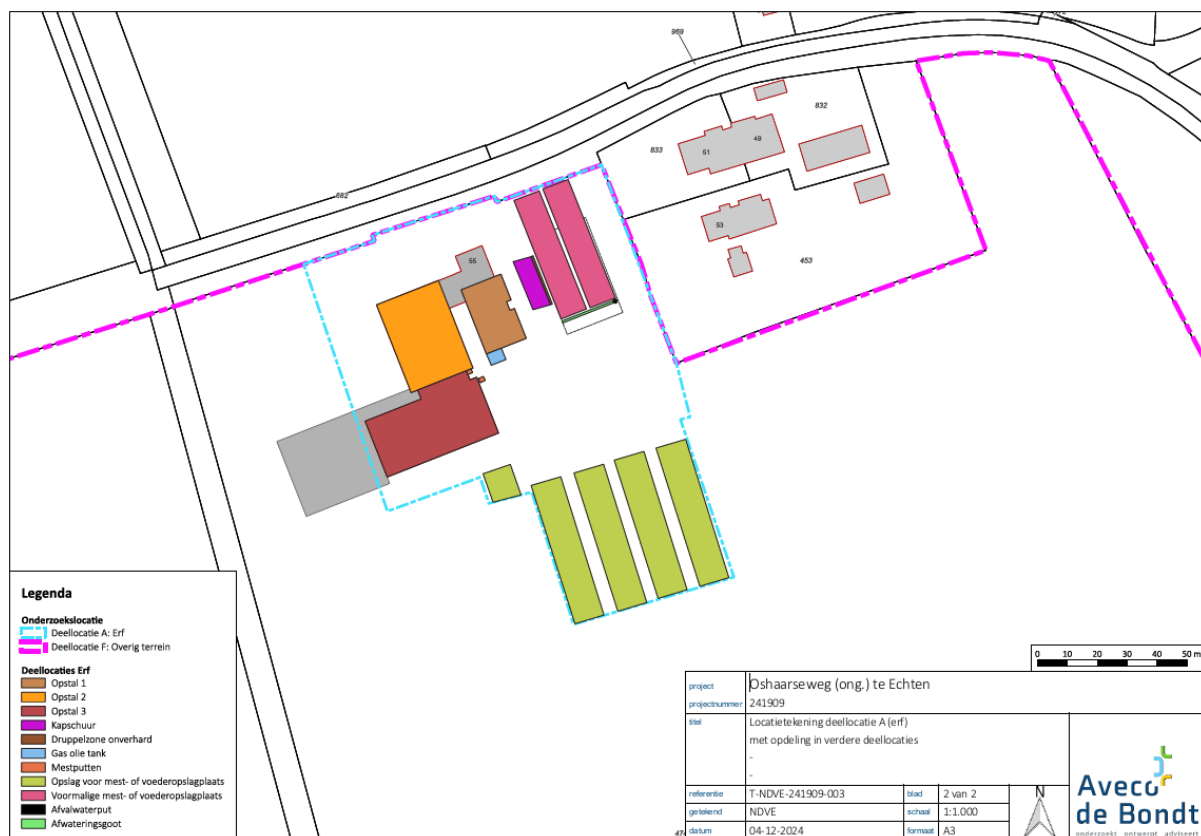 969
832
833
51
49
662
53
453
55
Legenda
Onderzoekslocatie
Deellocatie A: Erf
Deellocatie F: Overig terrein
Deellocaties Erf
Opstal 1
Opstal 2
Opstal 3
Kapschuur
Druppelzone onverhard
Gas olie tank
Mestputten
Opslag voor mest- of voederopslagplaats
Voormalige mest- of voederopslagplaats
Afvalwaterput
Afwateringsgoot
0 10 20 30 40 50 m
project Oshaarseweg (ong.) te Echten
projectnummer 241909
titel Locatietekening deellocatie A (erf)
met opdeling in verdere deellocaties
-
-
referentie T-NDVE-241909-003 blad 2 van 2
getekend NDVE schaal 1:1.000
datum 04-12-2024 formaat A3
N
Aveco
de Bondt
onderzoekt ontwerpt adviseert